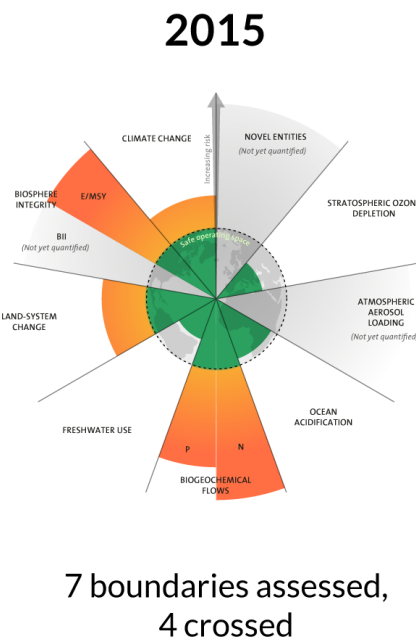 2015
CLIMATE CHANGE
Increasing risk
NOVEL ENTITIES
(Not yet quantified)
BIOSPHERE
INTEGRITY
E/MSY
BII
(Not yet quantified)
STRATOSPHERIC OZON
DEPLETION
Safe operating space
ATMOSPHERIC
AEROSOL
LOADING
(Not yet quantified)
LAND-SYSTEM
CHANGE
FRESHWATER USE
OCEAN
ACIDIFICATION
P
N
BIOGEOCHEMICAL
FLOWS
7 boundaries assessed,
4 crossed